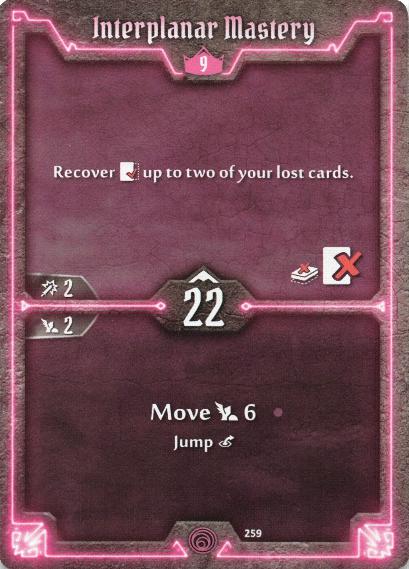 Interplanar Mastery
9
Recover up to two of your lost cards.
2
22
2
Move 6
Jump
259